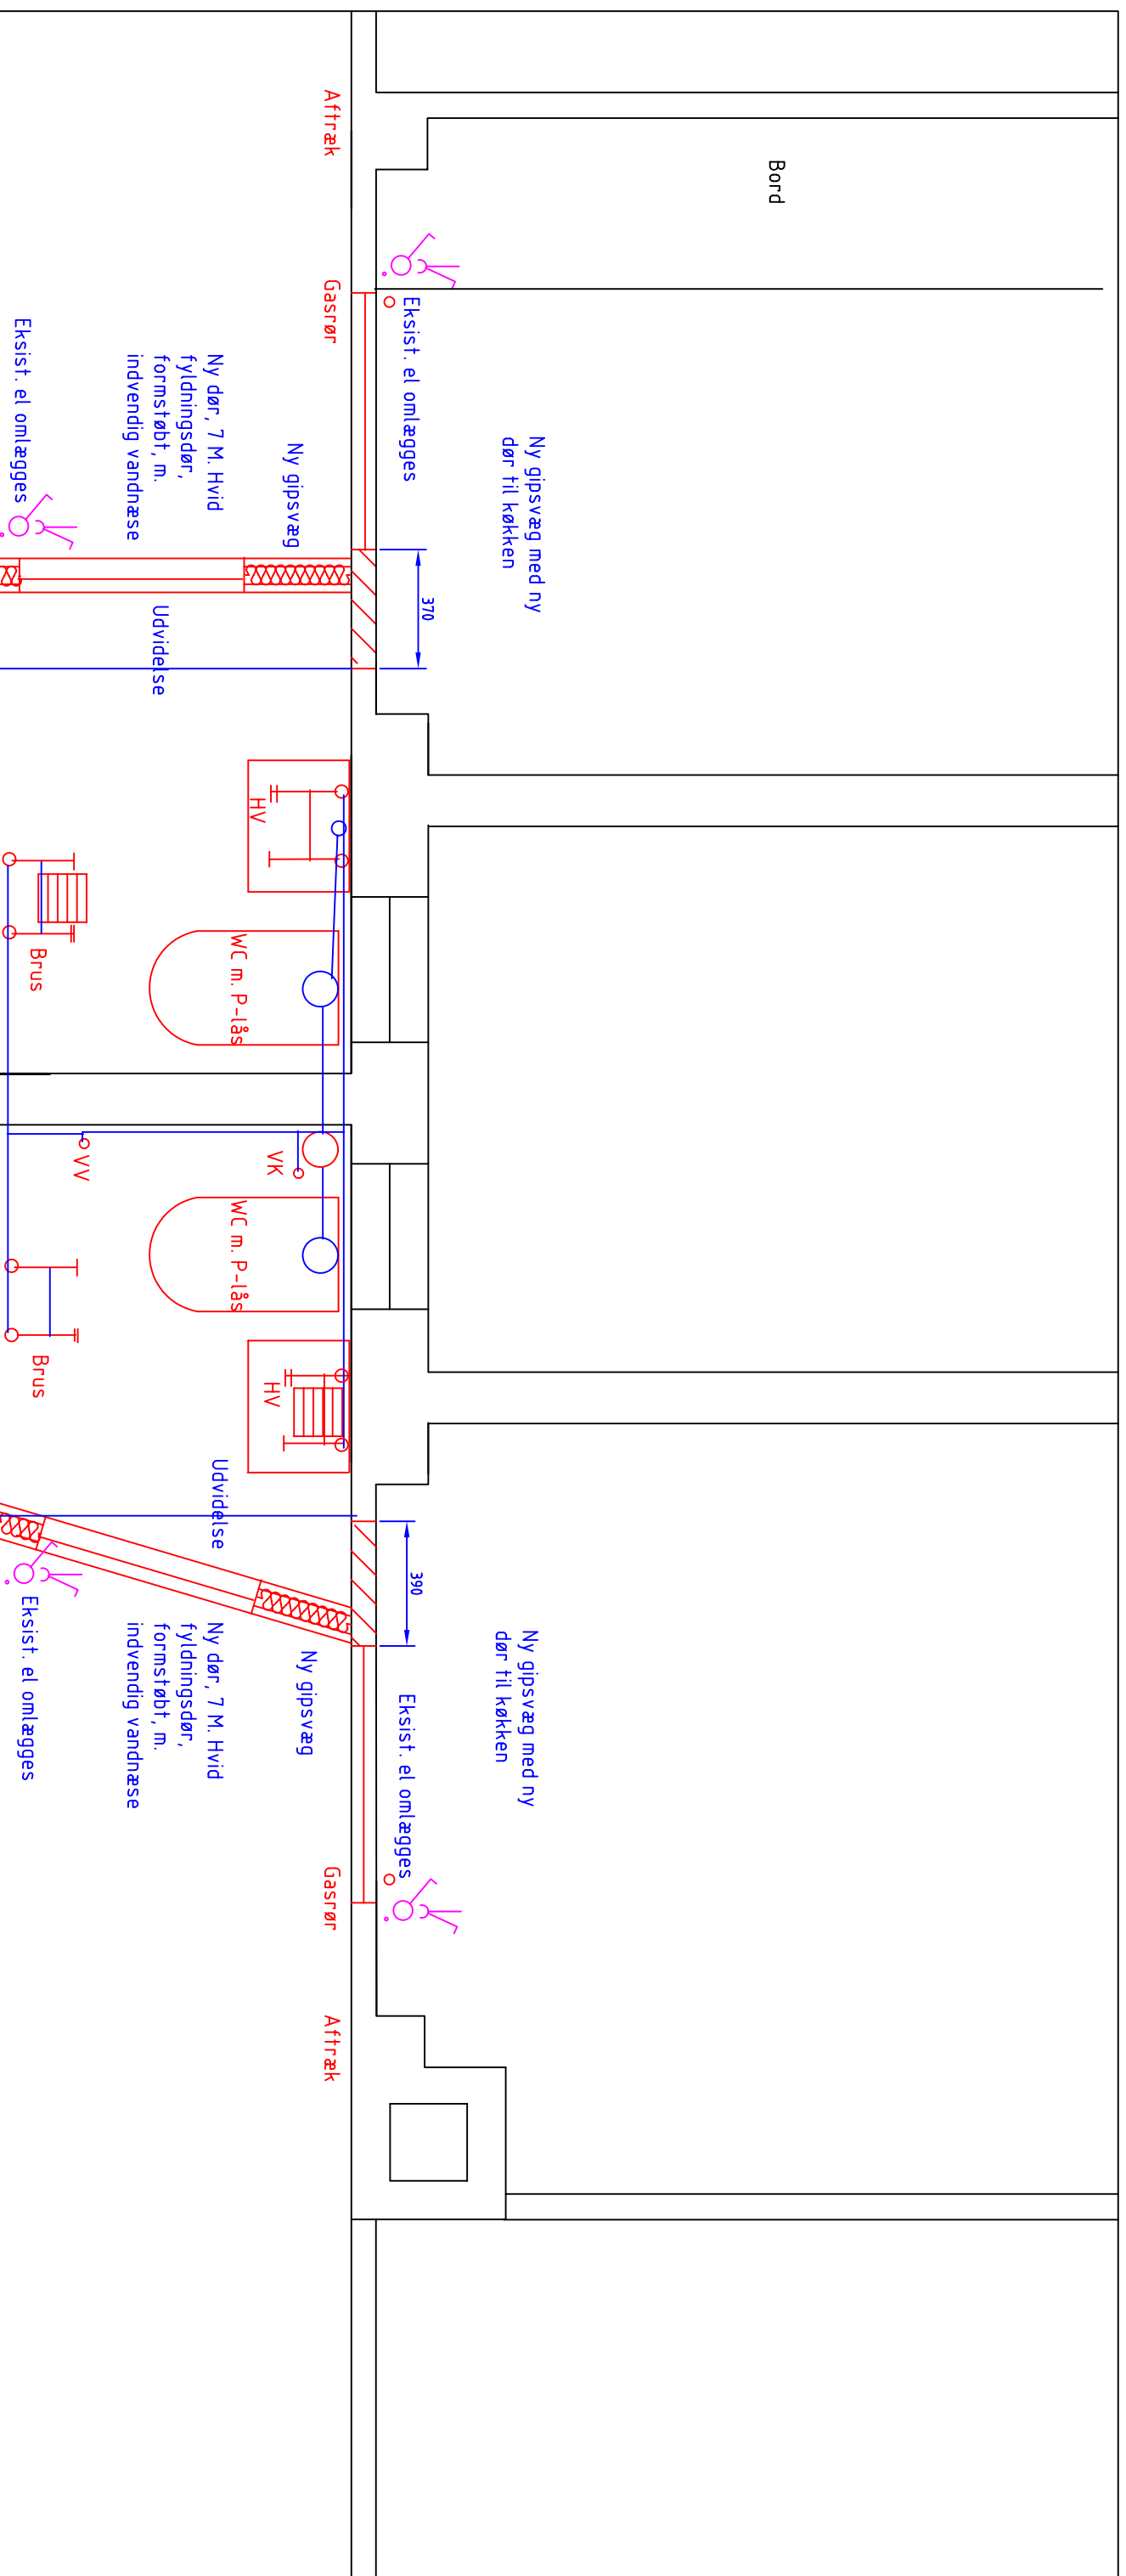 Bord
Aftræk
Gasrør
Eksist. el omlægges
Ny gipsvæg med ny
dør til køkken
Ny dør, 7 M. Hvid
fyldningsdør,
formstøbt, m.
indvendig vandnæse
Eksist. el omlægges
Ny gipsvæg
370
Udvidelse
HV
Brus
WC m. P-lås
VV
VK
WC m. P-lås
Brus
HV
Udvidelse
390
Eksist. el omlægges
Ny dør, 7 M. Hvid
fyldningsdør,
formstøbt, m.
indvendig vandnæse
Ny gipsvæg
Ny gipsvæg med ny
dør til køkken
Eksist. el omlægges
Gasrør
Aftræk